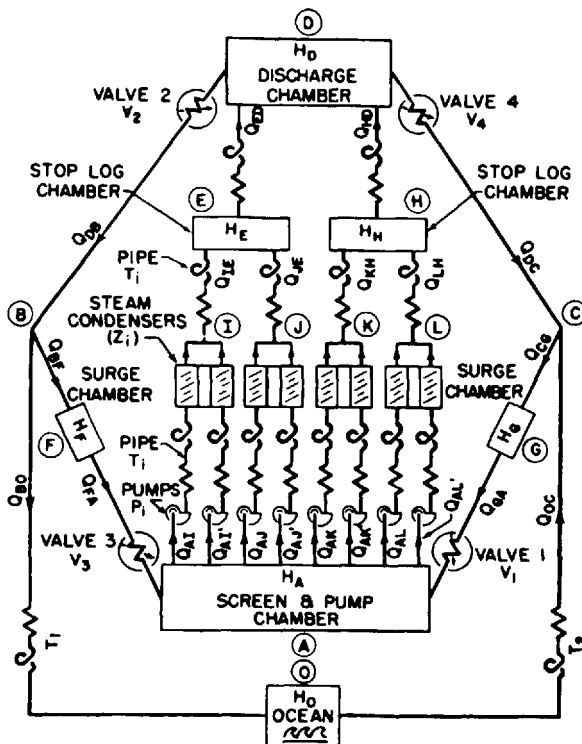 D
H_D
DISCHARGE
CHAMBER
VALVE 2
V_2
VALVE 4
V_4
Q_ED
Q_HD
STOP LOG
CHAMBER
STOP LOG
CHAMBER
E
H
H_E
H_H
Q_DB
Q_DC
PIPE
T_i
Q_IE
Q_JE
Q_KH
Q_LH
B
C
STEAM
CONDENSERS
(Z_i)
I
J
K
L
Q_BF
Q_CG
SURGE
CHAMBER
SURGE
CHAMBER
H_F
F
H_G
G
PIPE
T_i
PUMPS
P_i
Q_FA
Q_GA
Q_BO
Q_OC
Q_AI
Q_AI'
Q_AJ
Q_AJ'
Q_AK
Q_AK'
Q_AL
Q_AL'
VALVE 3
V_3
VALVE 1
V_1
H_A
SCREEN & PUMP
CHAMBER
A
O
T_1
T_2
H_O
OCEAN